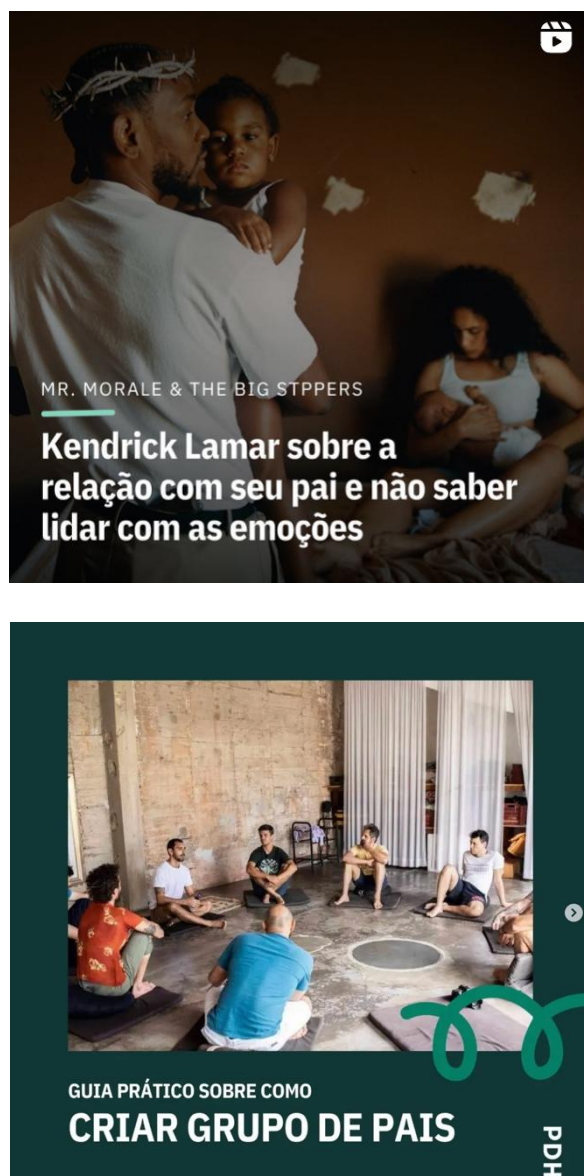 MR. MORALE & THE BIG STPPERS
Kendrick Lamar sobre a
relação com seu pai e não saber
lidar com as emoções
GUIA PRÁTICO SOBRE COMO
CRIAR GRUPO DE PAIS
PDH